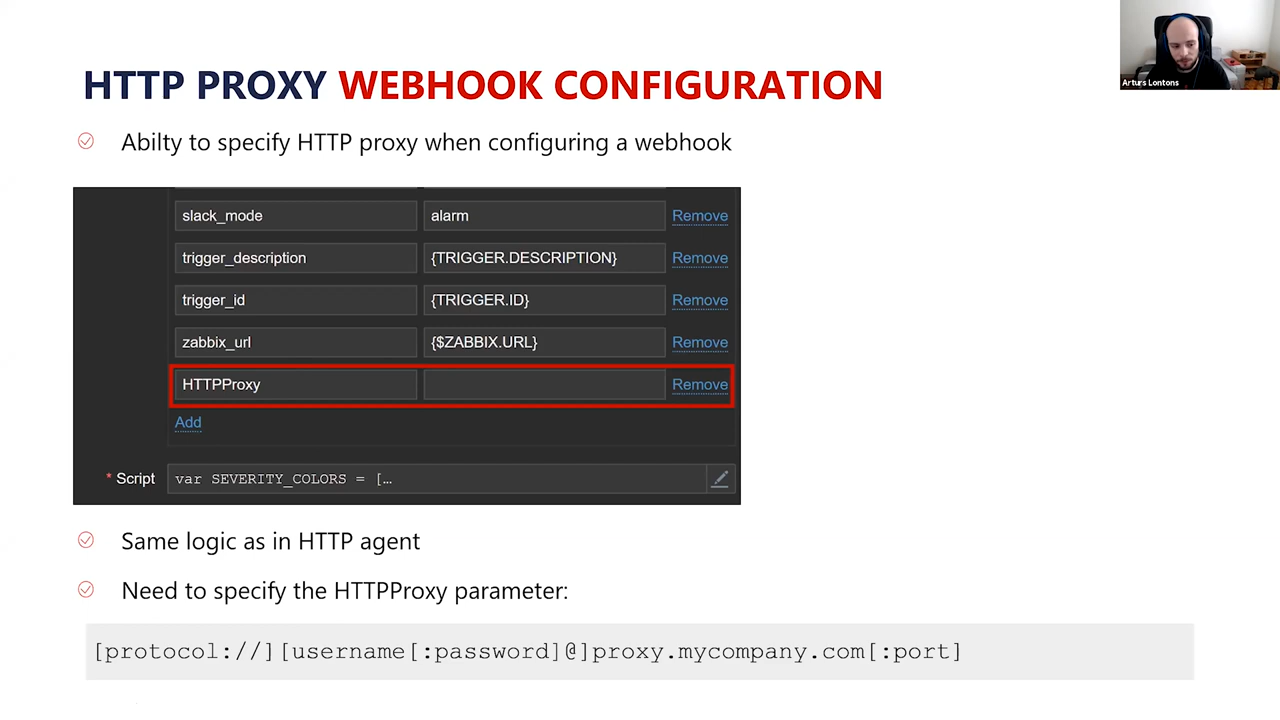 HTTP PROXY WEBHOOK CONFIGURATION
Arturs Lontons
Abilty to specify HTTP proxy when configuring a webhook
slack_mode alarm Remove
trigger_description {TRIGGER.DESCRIPTION} Remove
trigger_id {TRIGGER.ID} Remove
zabbix_url {$ZABBIX.URL} Remove
HTTPProxy Remove
Add
* Script var SEVERITY_COLORS = […
Same logic as in HTTP agent
Need to specify the HTTPProxy parameter:
[protocol://][username[:password]@]proxy.mycompany.com[:port]